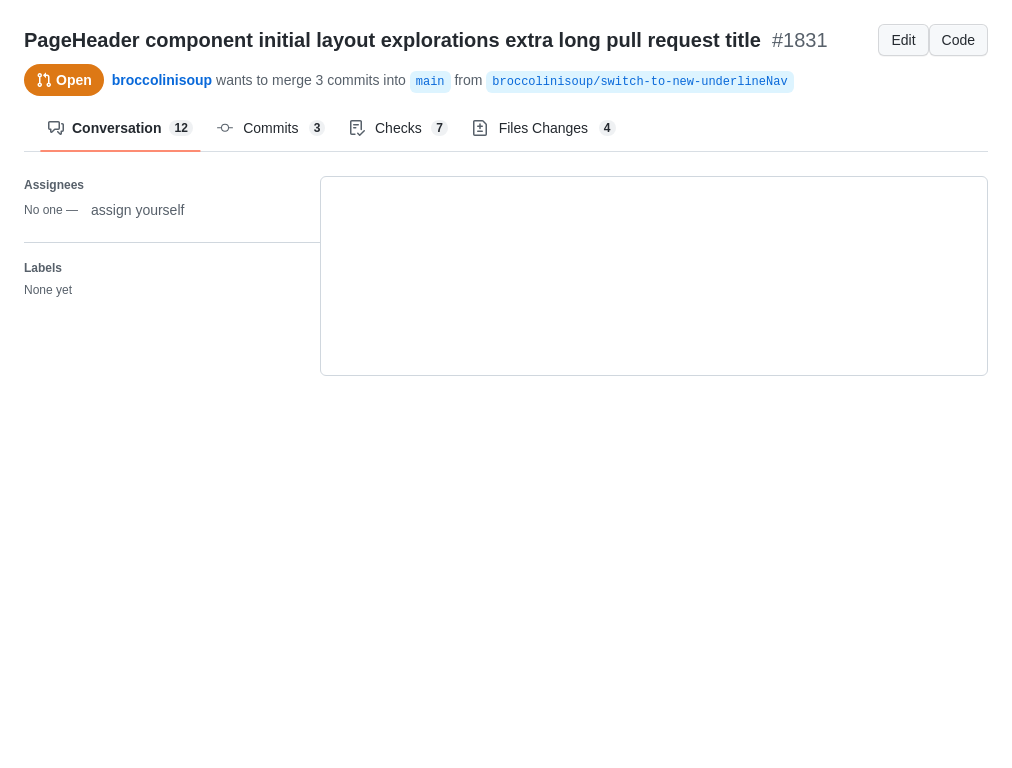 PageHeader component initial layout explorations extra long pull request title #1831
Edit Code
Open broccolinisoup wants to merge 3 commits into main from broccolinisoup/switch-to-new-underlineNav
Conversation 12 Commits 3 Checks 7 Files Changes 4
Assignees
No one — assign yourself
Labels
None yet